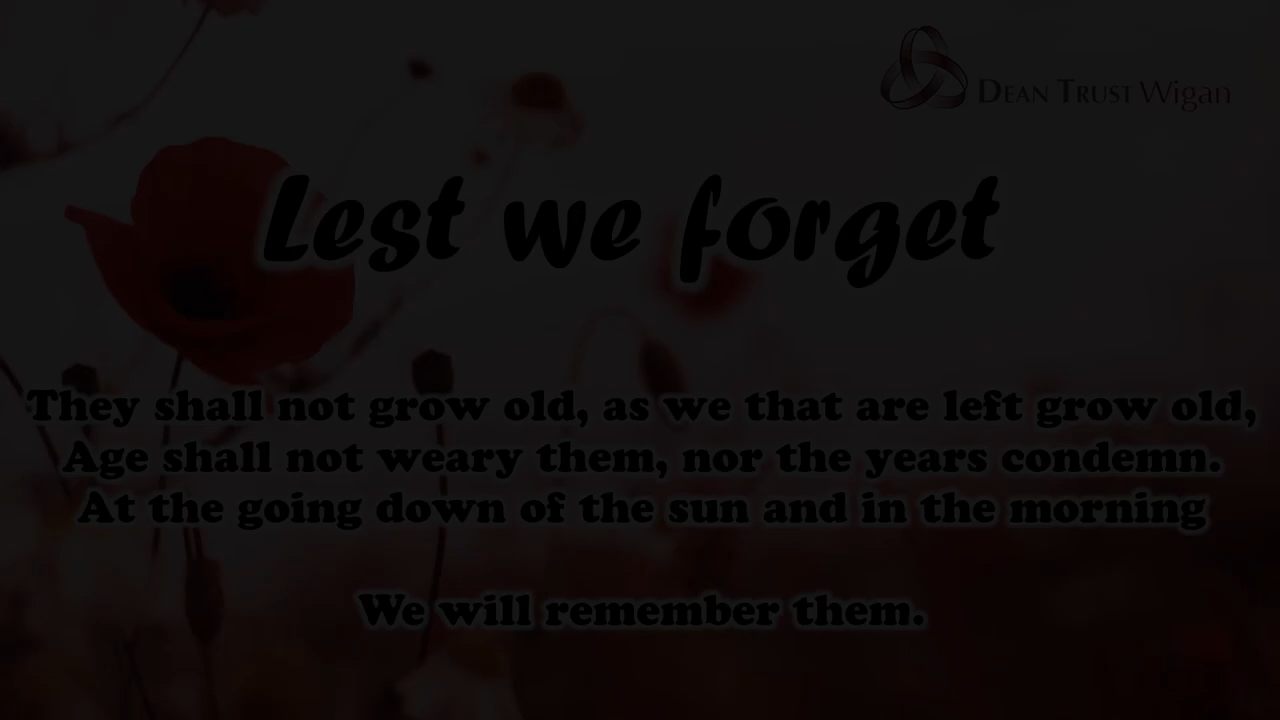 Dean Trust Wigan
Lest we forget
They shall not grow old, as we that are left grow old,
Age shall not weary them, nor the years condemn.
At the going down of the sun and in the morning
We will remember them.